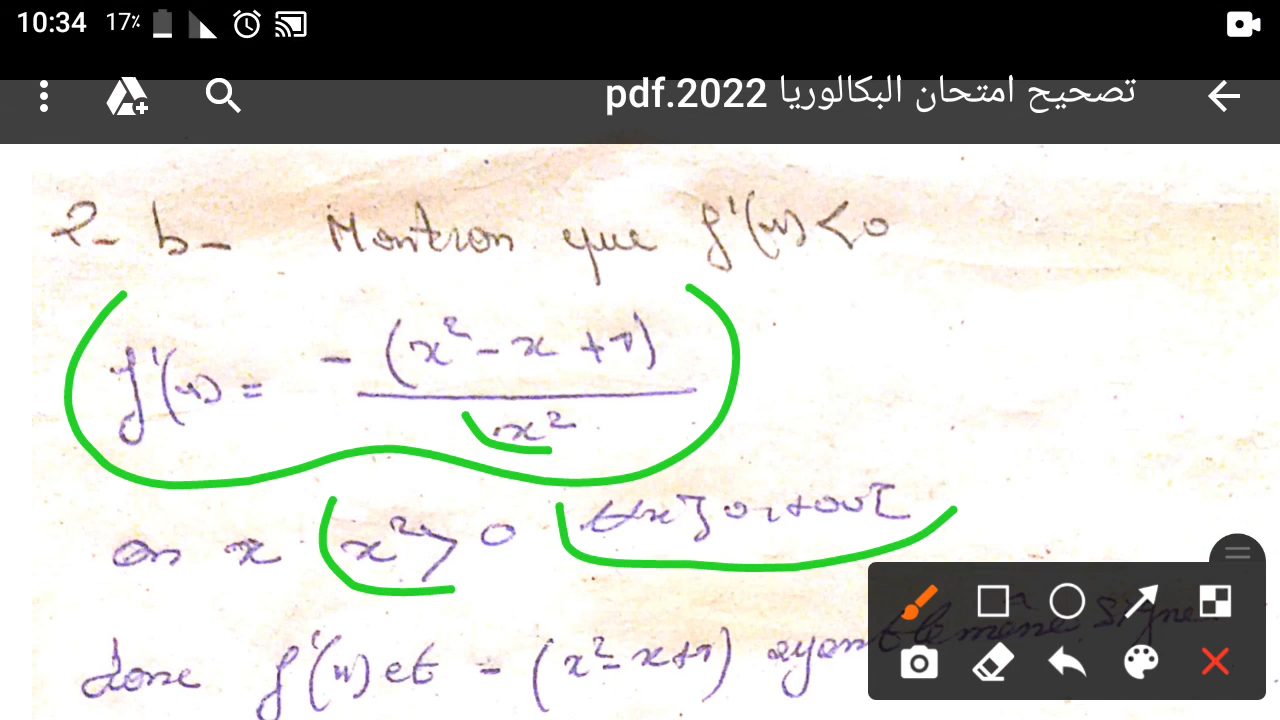 10:34 17%
تصحيح امتحان البكالوريا 2022.pdf
2- b- Montron que f'(x) < 0
f'(x) = -(x² - x + 1) / x²
on x x² > 0 ∀x ]0,+∞[
donc f'(x) et -(x²-x+1) ayant le même signe